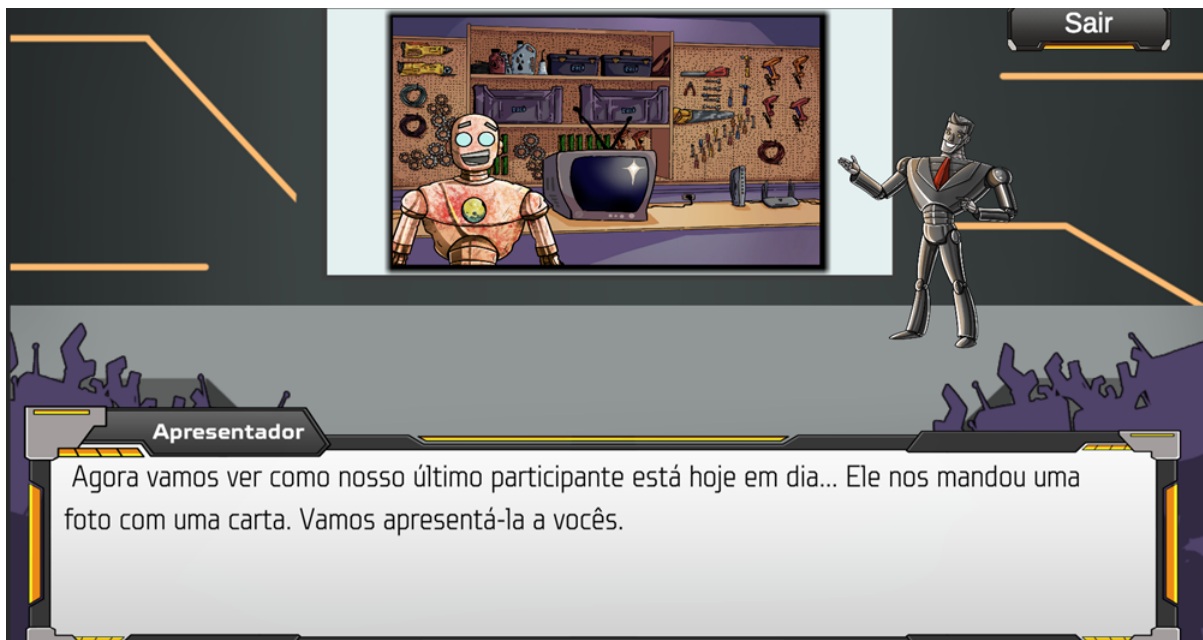 Sair
Apresentador
Agora vamos ver como nosso último participante está hoje em dia... Ele nos mandou uma
foto com uma carta. Vamos apresentá-la a vocês.